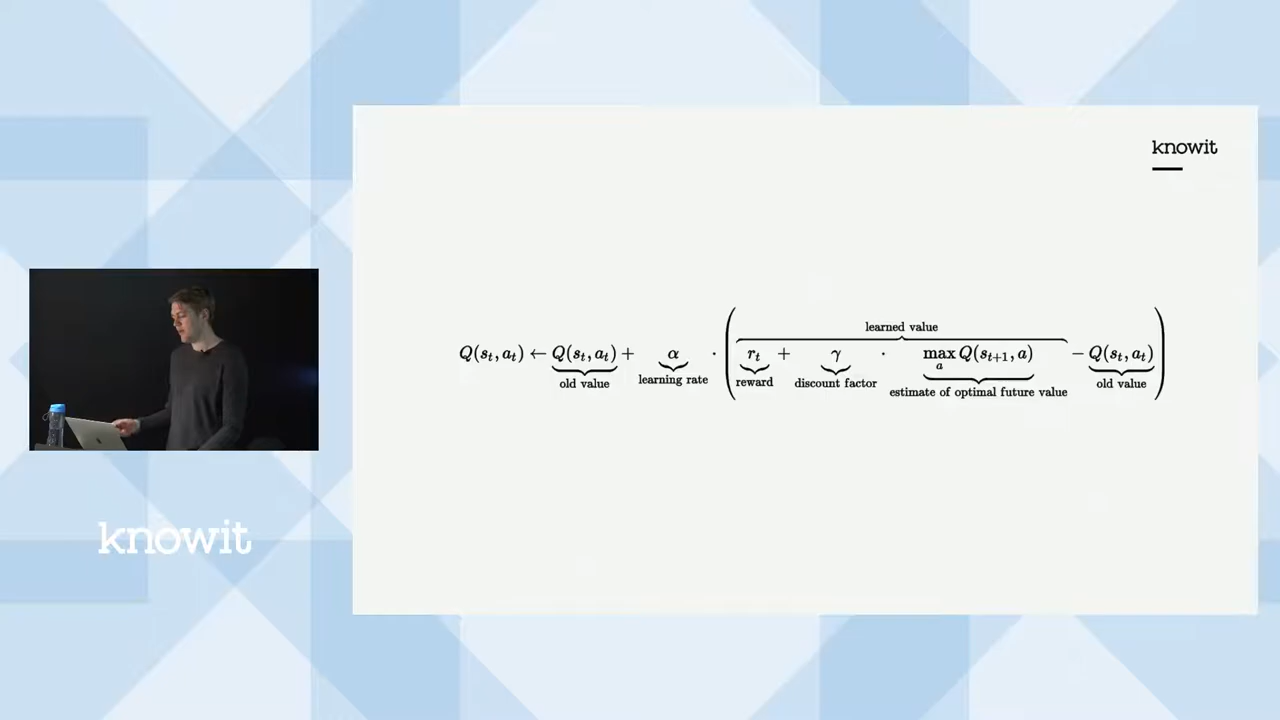 knowit
learned value
Q(s_t, a_t) ← Q(s_t, a_t) + α · ( r_t + γ · max_a Q(s_{t+1}, a) − Q(s_t, a_t) )
old value learning rate reward discount factor estimate of optimal future value old value
knowit